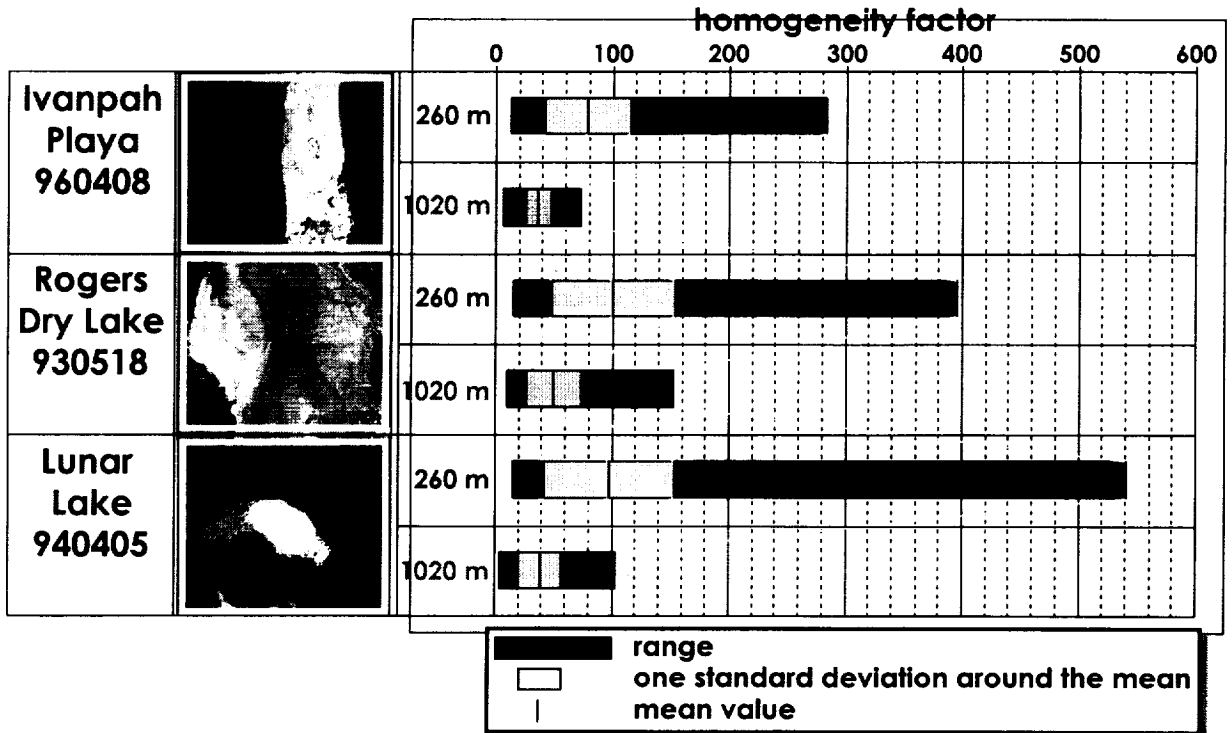 homogeneity factor
0 100 200 300 400 500 600
Ivanpah
Playa
960408
260 m
1020 m
Rogers
Dry Lake
930518
260 m
1020 m
Lunar
Lake
940405
260 m
1020 m
range
one standard deviation around the mean
mean value